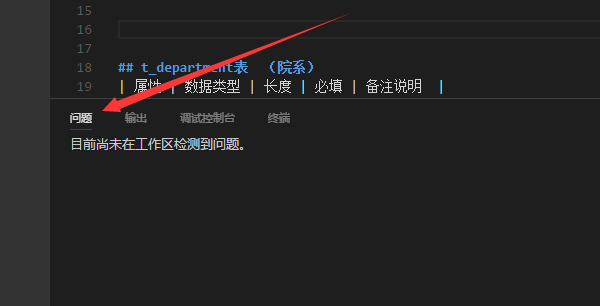 15
16
17
18 ## t_department表 （院系）
19 | 属性 | 数据类型 | 长度 | 必填 | 备注说明 |
问题 输出 调试控制台 终端
目前尚未在工作区检测到问题。